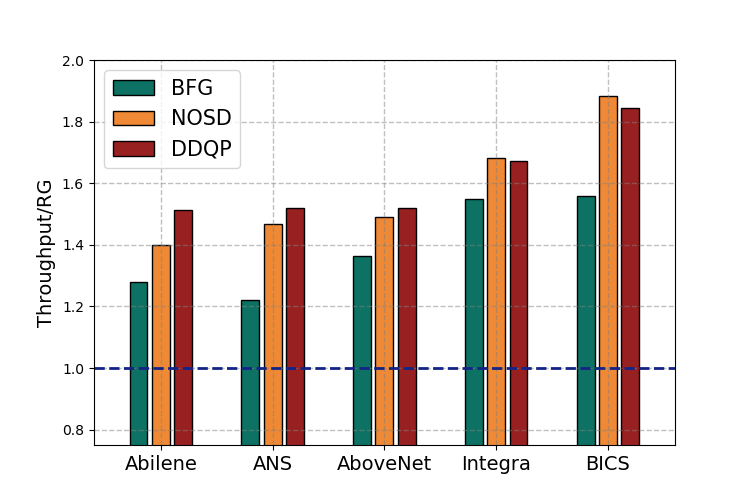 2.0
1.8
1.6
1.4
1.2
1.0
0.8
Throughput/RG
BFG
NOSD
DDQP
Abilene ANS AboveNet Integra BICS